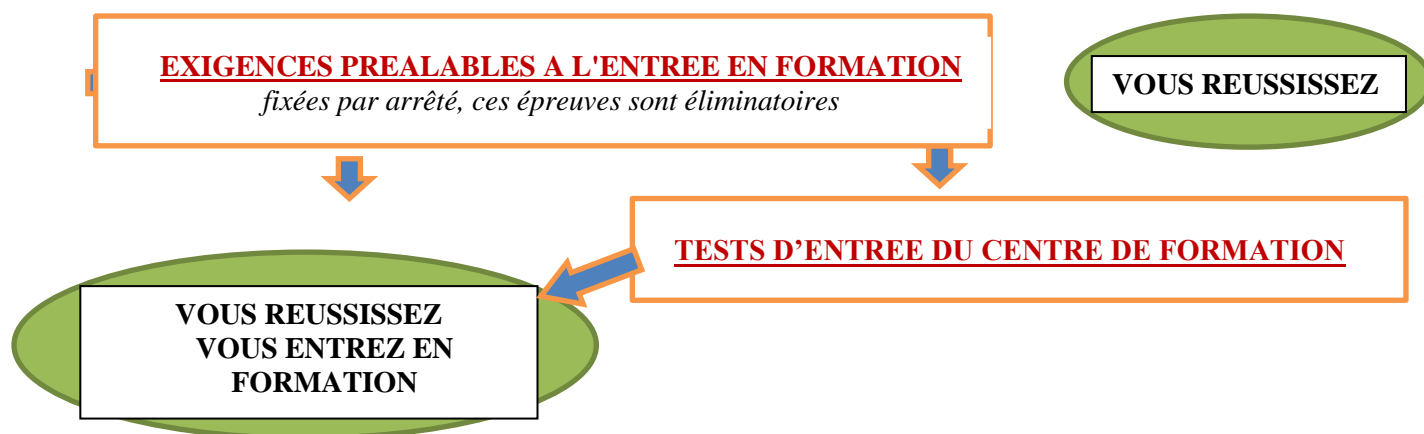 EXIGENCES PREALABLES A L'ENTREE EN FORMATION
fixées par arrêté, ces épreuves sont éliminatoires
VOUS REUSSISSEZ
TESTS D’ENTREE DU CENTRE DE FORMATION
VOUS REUSSISSEZ
VOUS ENTREZ EN
FORMATION